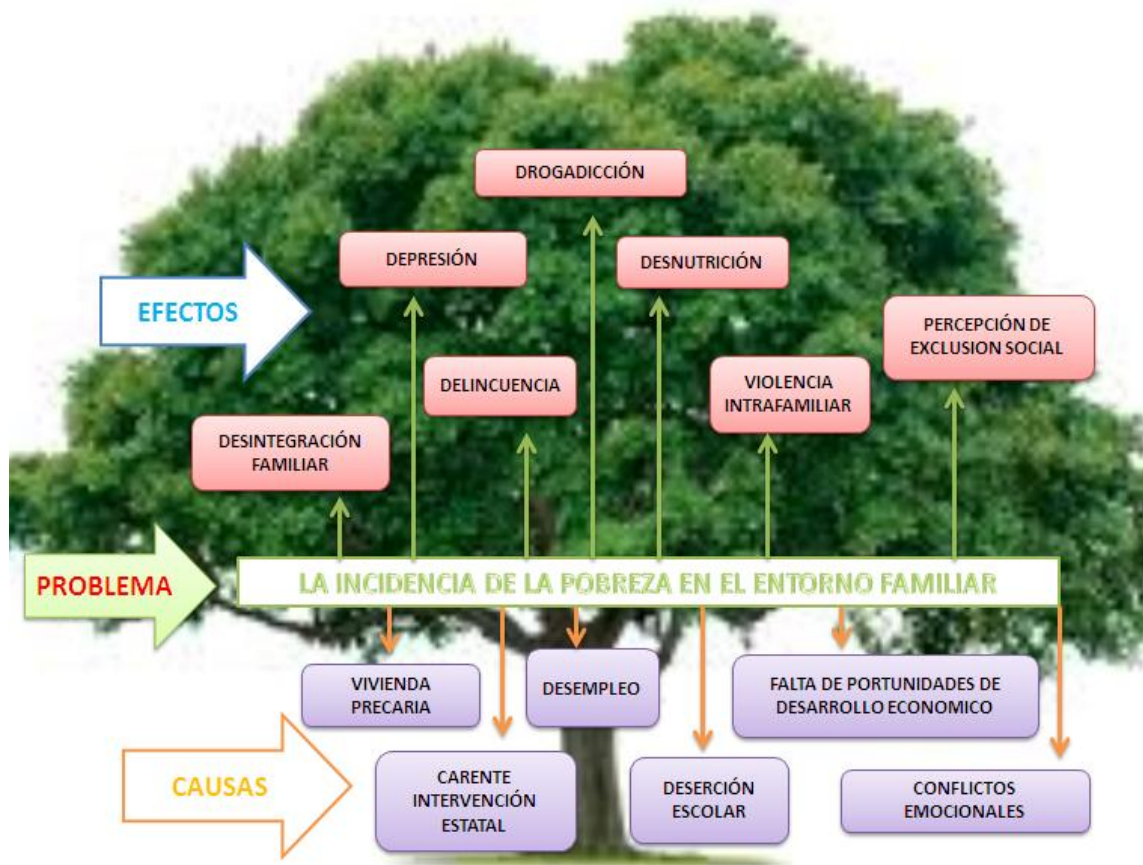 DROGADICCIÓN
DEPRESIÓN
DESNUTRICIÓN
EFECTOS
PERCEPCIÓN DE
EXCLUSION SOCIAL
DELINCUENCIA
VIOLENCIA
INTRAFAMILIAR
DESINTEGRACIÓN
FAMILIAR
PROBLEMA
LA INCIDENCIA DE LA POBREZA EN EL ENTORNO FAMILIAR
VIVIENDA
PRECARIA
DESEMPLEO
FALTA DE PORTUNIDADES DE
DESARROLLO ECONOMICO
CAUSAS
CARENTE
INTERVENCIÓN
ESTATAL
DESERCIÓN
ESCOLAR
CONFLICTOS
EMOCIONALES